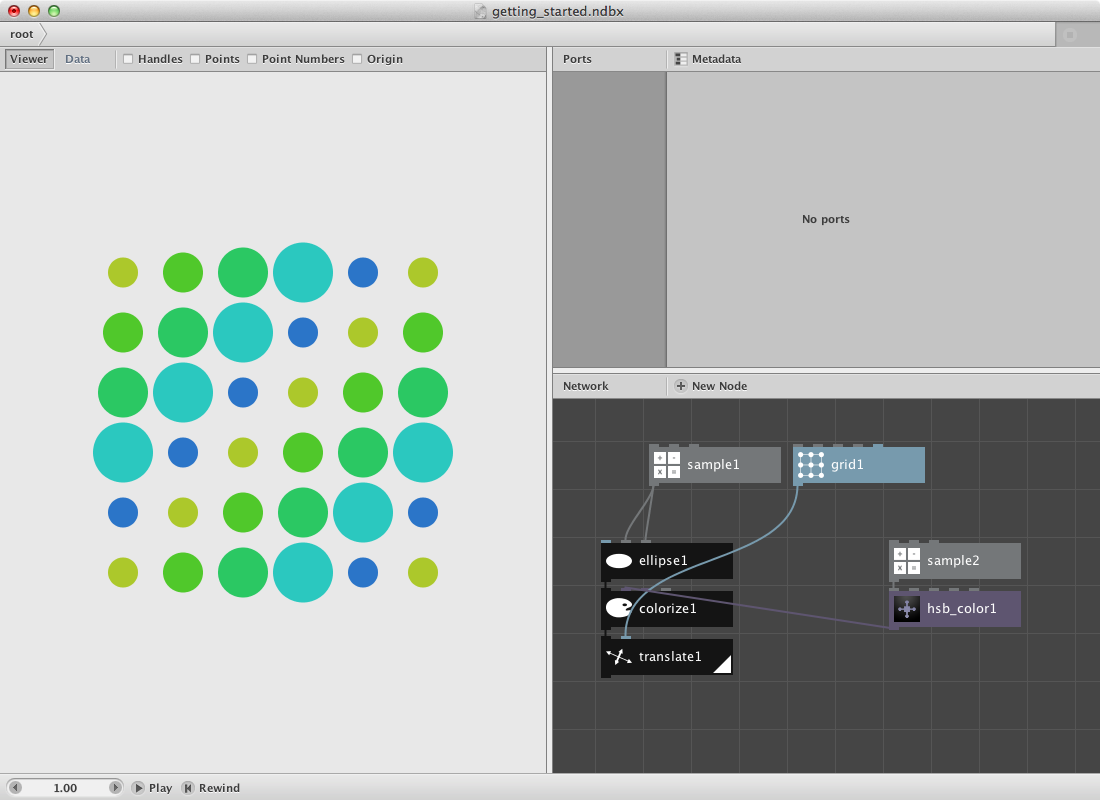 getting_started.ndbx
root
Viewer Data Handles Points Point Numbers Origin
Ports Metadata
No ports
Network New Node
sample1 grid1
ellipse1 sample2
colorize1 hsb_color1
translate1
1.00 Play Rewind